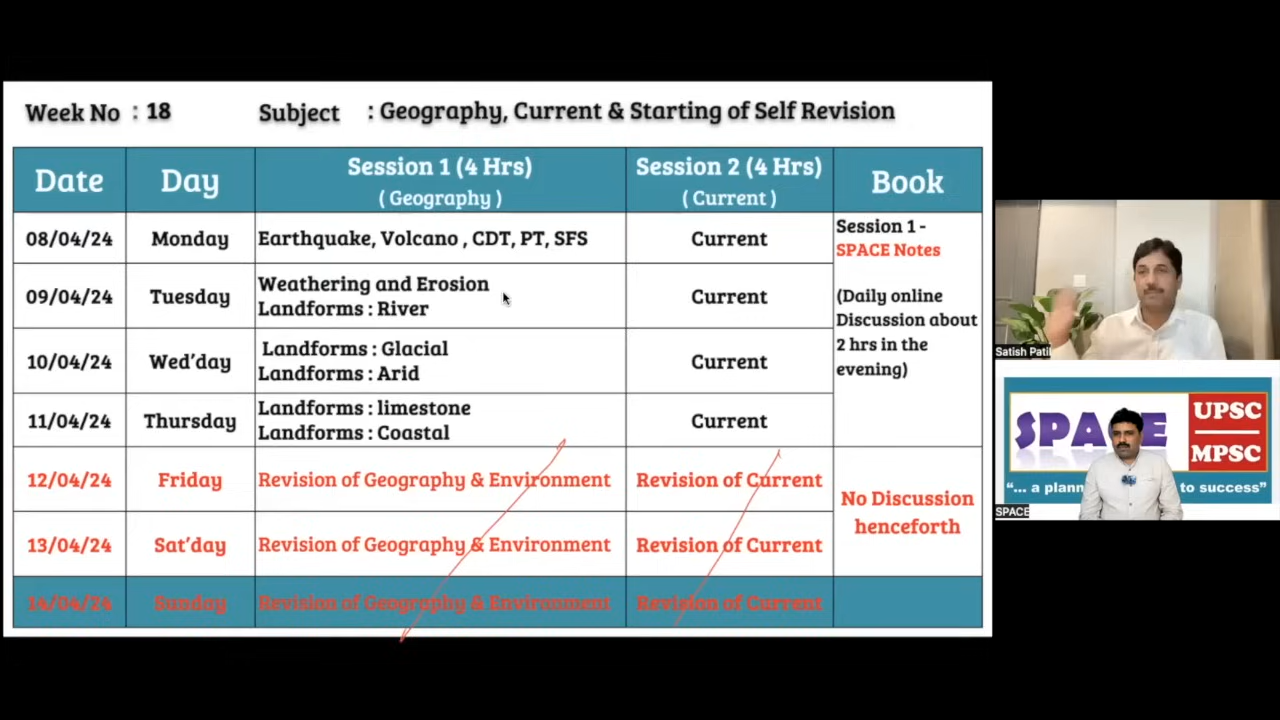 Week No : 18 Subject : Geography, Current & Starting of Self Revision
Date Day Session 1 (4 Hrs) Session 2 (4 Hrs) Book
( Geography ) ( Current )
08/04/24 Monday Earthquake, Volcano , CDT, PT, SFS Current
Session 1 -
SPACE Notes
09/04/24 Tuesday Weathering and Erosion Current
Landforms : River
(Daily online
Discussion about
2 hrs in the
evening)
10/04/24 Wed'day Landforms : Glacial Current
Landforms : Arid
11/04/24 Thursday Landforms : limestone Current
Landforms : Coastal
12/04/24 Friday Revision of Geography & Environment Revision of Current
No Discussion
henceforth
13/04/24 Sat'day Revision of Geography & Environment Revision of Current
14/04/24 Sunday Revision of Geography & Environment Revision of Current
Satish Patil
SPACE
UPSC
MPSC
"... a plann to success"
SPACE